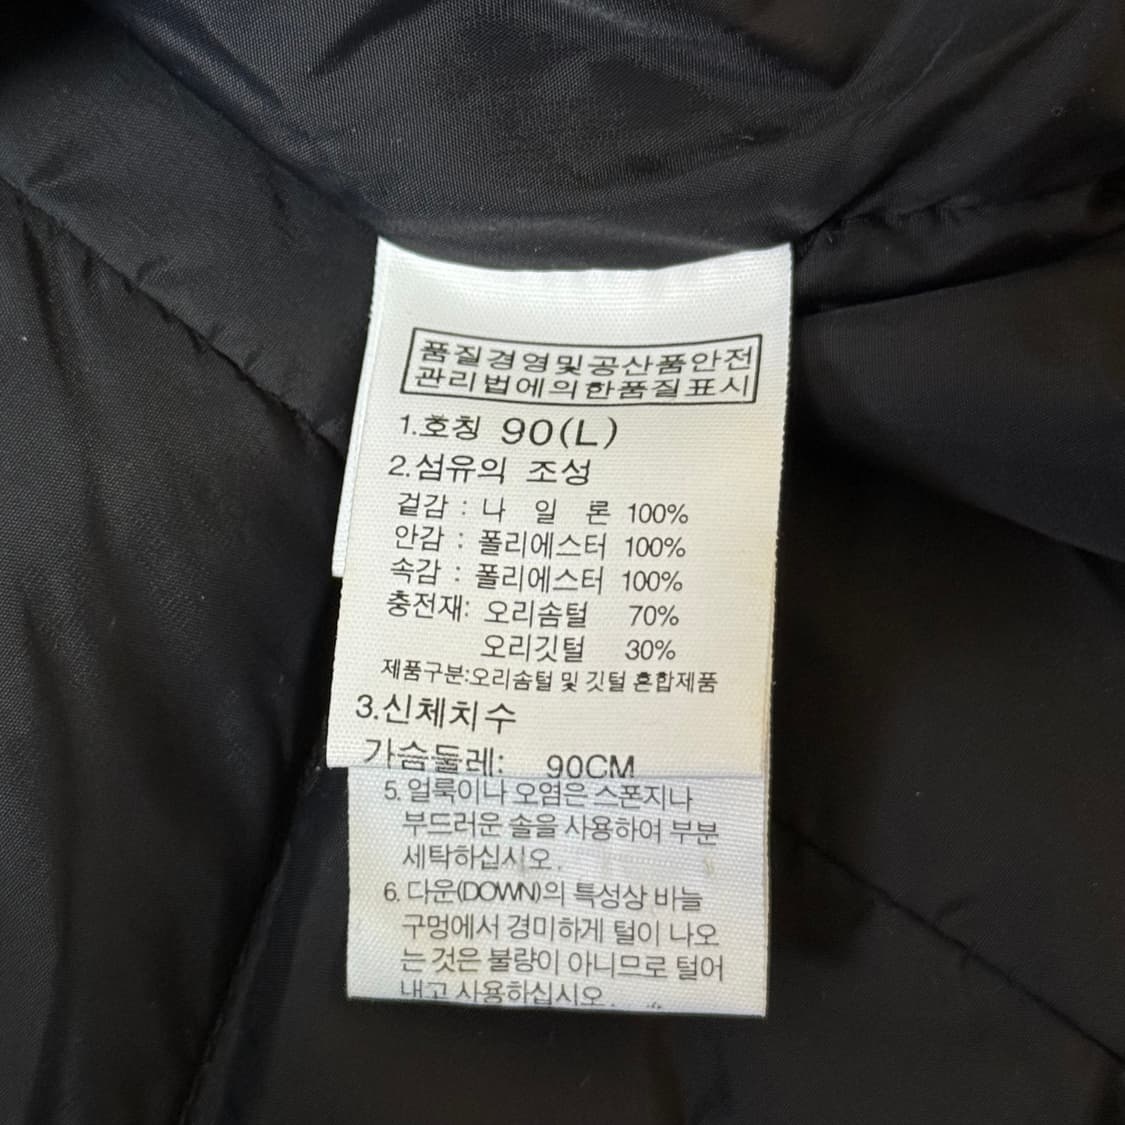 품질경영및공산품안전
관리법에의한품질표시
1.호칭 90(L)
2.섬유의 조성
겉감 : 나 일 론 100%
안감 : 폴리에스터 100%
속감 : 폴리에스터 100%
충전재: 오리솜털 70%
오리깃털 30%
제품구분:오리솜털 및 깃털 혼합제품
3.신체치수
가슴둘레: 90CM
5. 얼룩이나 오염은 스폰지나
부드러운 솔을 사용하여 부분
세탁하십시오.
6. 다운(DOWN)의 특성상 바늘
구멍에서 경미하게 털이 나오
는 것은 불량이 아니므로 털어
내고 사용하십시오.